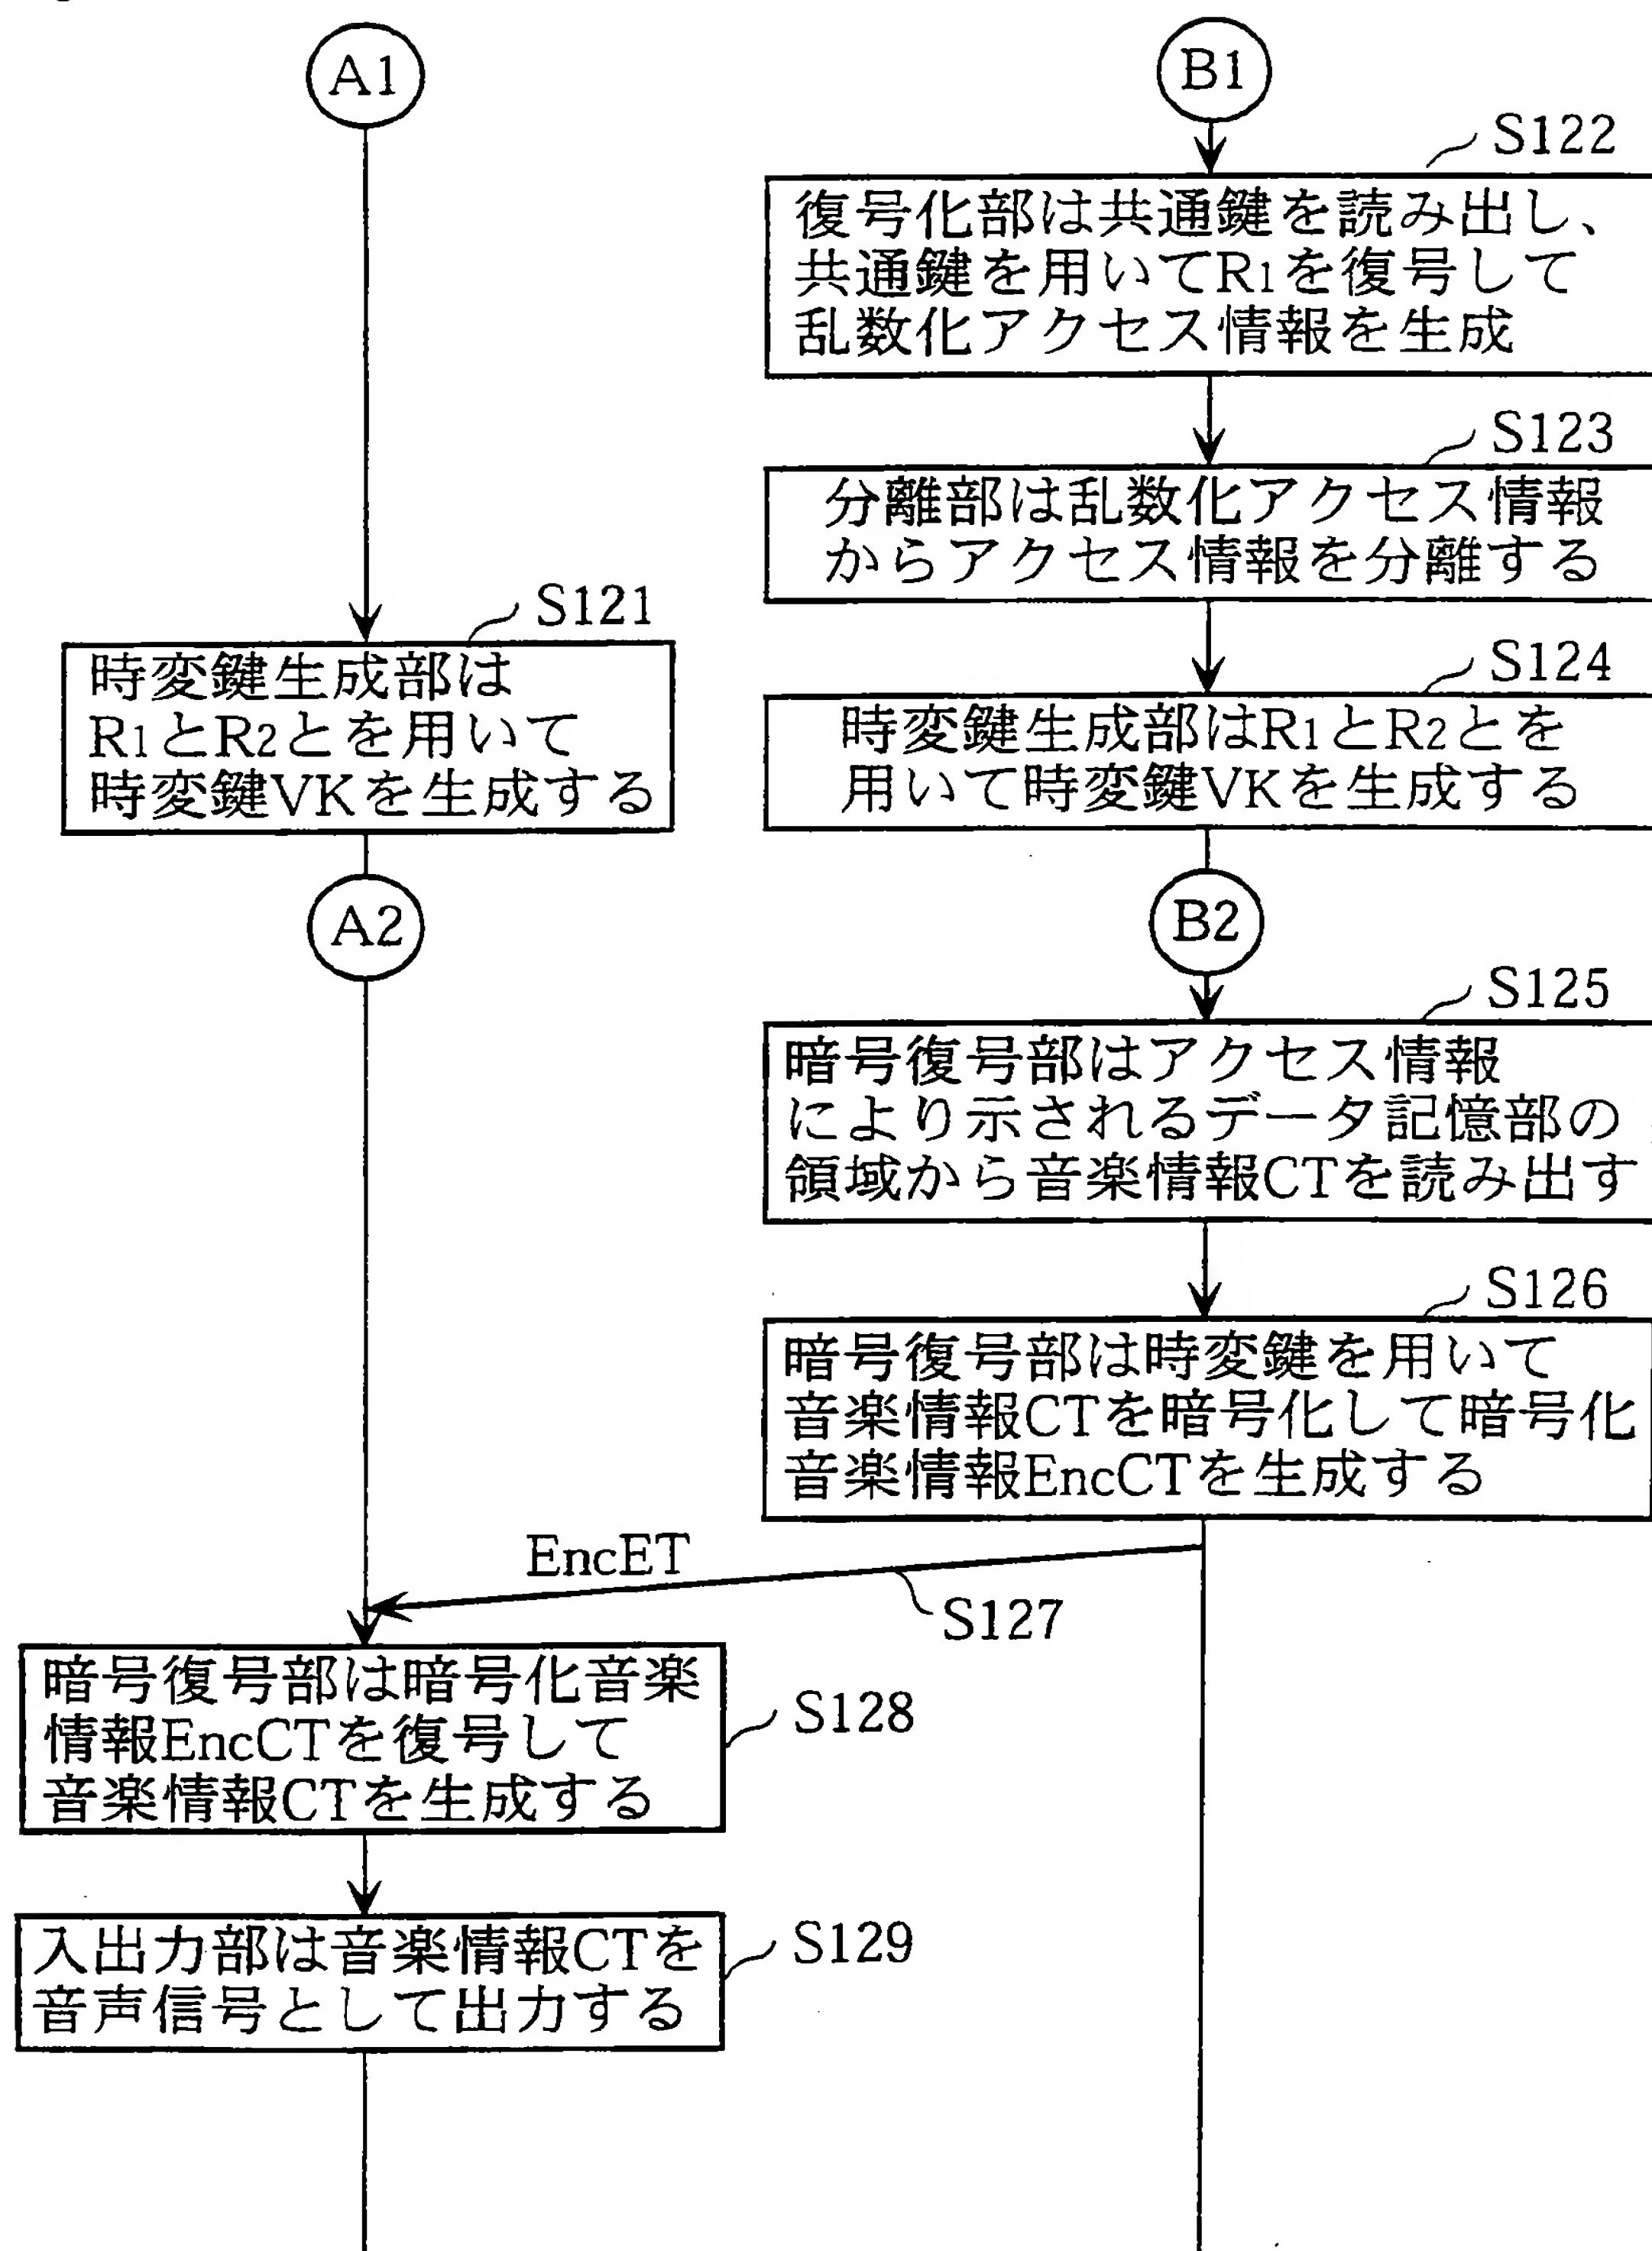 A1
B1
S122
復号化部は共通鍵を読み出し、
共通鍵を用いてR1を復号して
乱数化アクセス情報を生成
S123
分離部は乱数化アクセス情報
からアクセス情報を分離する
S121
時変鍵生成部は
R1とR2とを用いて
時変鍵VKを生成する
S124
時変鍵生成部はR1とR2とを
用いて時変鍵VKを生成する
A2
B2
S125
暗号復号部はアクセス情報
により示されるデータ記憶部の
領域から音楽情報CTを読み出す
S126
暗号復号部は時変鍵を用いて
音楽情報CTを暗号化して暗号化
音楽情報EncCTを生成する
EncET
S127
暗号復号部は暗号化音楽
情報EncCTを復号して
音楽情報CTを生成する
S128
入出力部は音楽情報CTを
音声信号として出力する
S129